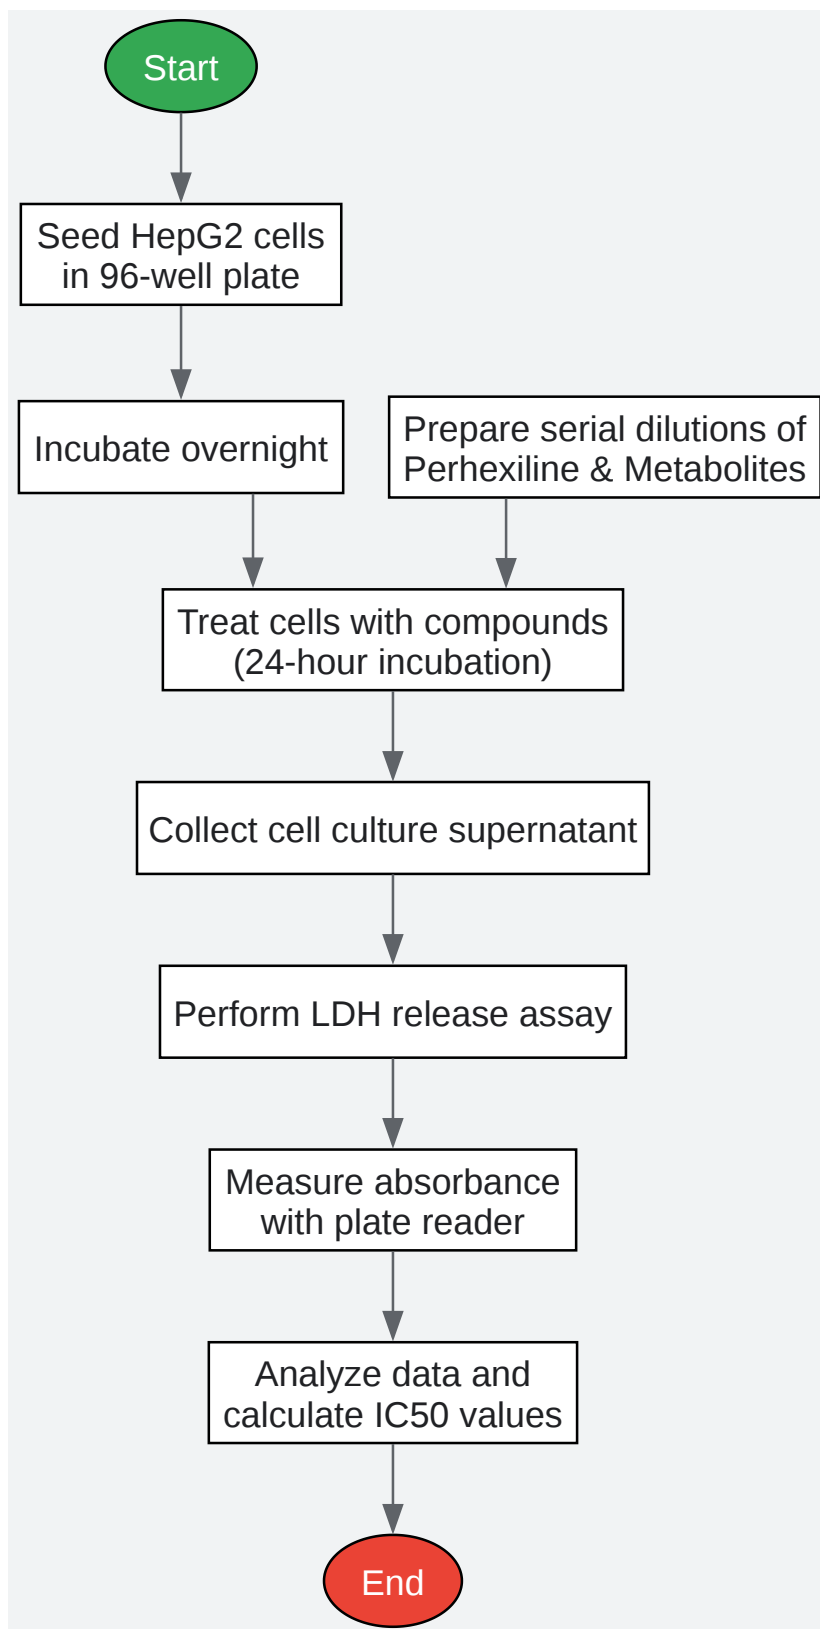 Start
Seed HepG2 cells
in 96-well plate
Incubate overnight
Prepare serial dilutions of
Perhexiline & Metabolites
Treat cells with compounds
(24-hour incubation)
Collect cell culture supernatant
Perform LDH release assay
Measure absorbance
with plate reader
Analyze data and
calculate IC50 values
End